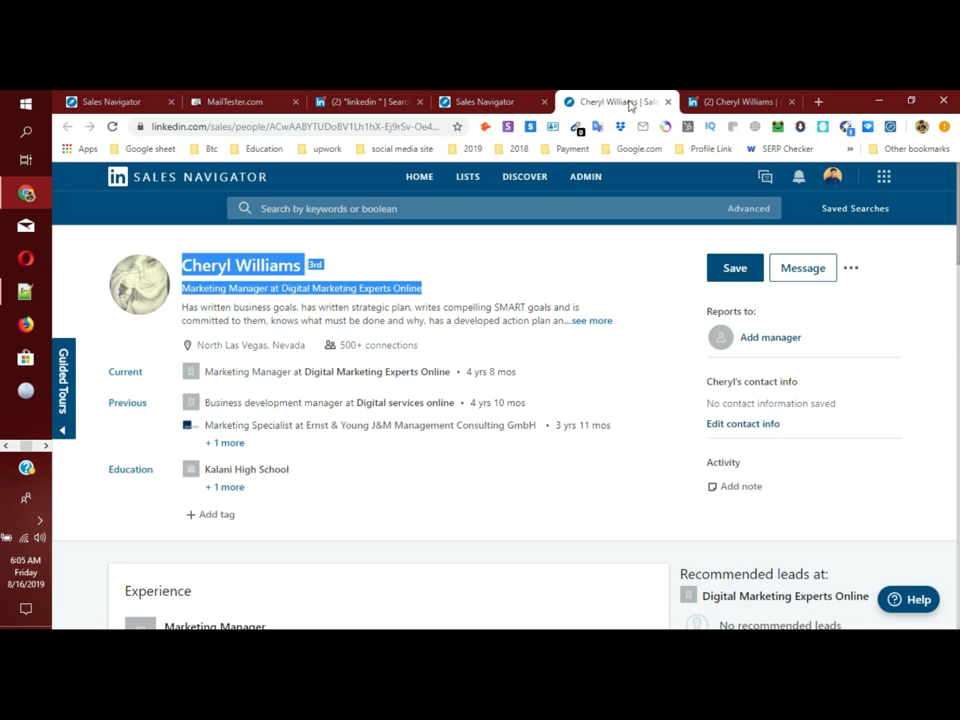 Sales Navigator
MailTester.com
(2) "linkedin " | Searc
Sales Navigator
Cheryl Williams | Sale
(2) Cheryl Williams |
linkedin.com/sales/people/ACwAABYTUDoBV1Lh1hX-Ej9rSv-Oe4...
Apps
Google sheet
Btc
Education
upwork
social media site
2019
2018
Payment
Google.com
Profile Link
SERP Checker
»
Other bookmarks
in SALES NAVIGATOR
HOME
LISTS
DISCOVER
ADMIN
Search by keywords or boolean
Advanced
Saved Searches
Cheryl Williams 3rd
Marketing Manager at Digital Marketing Experts Online
Has written business goals, has written strategic plan, writes compelling SMART goals and is
committed to them, knows what must be done and why, has a developed action plan an...see more
North Las Vegas, Nevada
500+ connections
Save
Message
Reports to:
Add manager
Current
Marketing Manager at Digital Marketing Experts Online • 4 yrs 8 mos
Previous
Business development manager at Digital services online • 4 yrs 10 mos
Marketing Specialist at Ernst & Young J&M Management Consulting GmbH • 3 yrs 11 mos
+ 1 more
Education
Kalani High School
+ 1 more
+ Add tag
Cheryl's contact info
No contact information saved
Edit contact info
Activity
Add note
Guided Tours
Experience
Marketing Manager
Recommended leads at:
Digital Marketing Experts Online
No recommended leads
Help
6:05 AM
Friday
8/16/2019